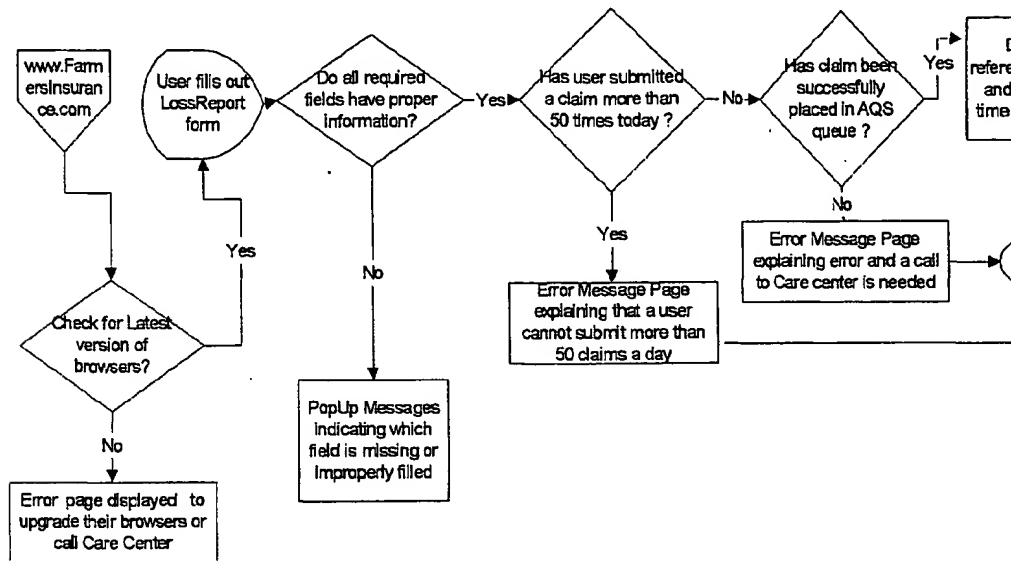 www.Farm
ersInsuran
ce.com
User fills out
LossReport
form
Do all required
fields have proper
information?
Yes
Has user submitted
a claim more than
50 times today ?
No
Has claim been
successfully
placed in AQS
queue ?
Yes
D
refere
and
time
No
Error Message Page
explaining error and a call
to Care center is needed
Yes
Error Message Page
explaining that a user
cannot submit more than
50 claims a day
No
PopUp Messages
indicating which
field is missing or
improperly filled
Yes
Check for Latest
version of
browsers?
No
Error page displayed to
upgrade their browsers or
call Care Center